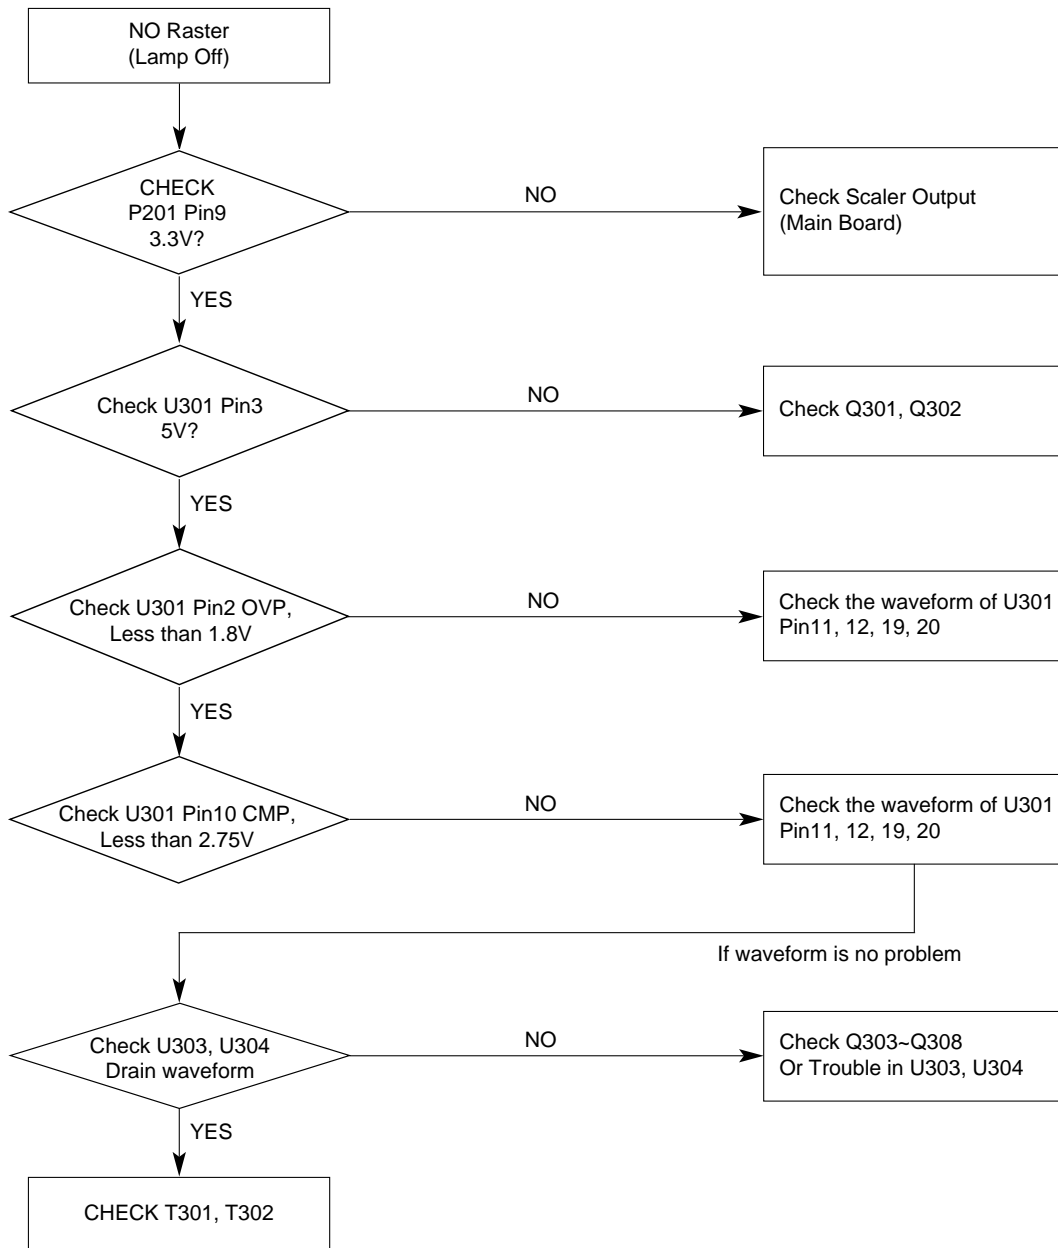 NO Raster
(Lamp Off)
CHECK
P201 Pin9
3.3V?
NO
Check Scaler Output
(Main Board)
YES
Check U301 Pin3
5V?
NO
Check Q301, Q302
YES
Check U301 Pin2 OVP,
Less than 1.8V
NO
Check the waveform of U301
Pin11, 12, 19, 20
YES
Check U301 Pin10 CMP,
Less than 2.75V
NO
Check the waveform of U301
Pin11, 12, 19, 20
If waveform is no problem
Check U303, U304
Drain waveform
NO
Check Q303~Q308
Or Trouble in U303, U304
YES
CHECK T301, T302